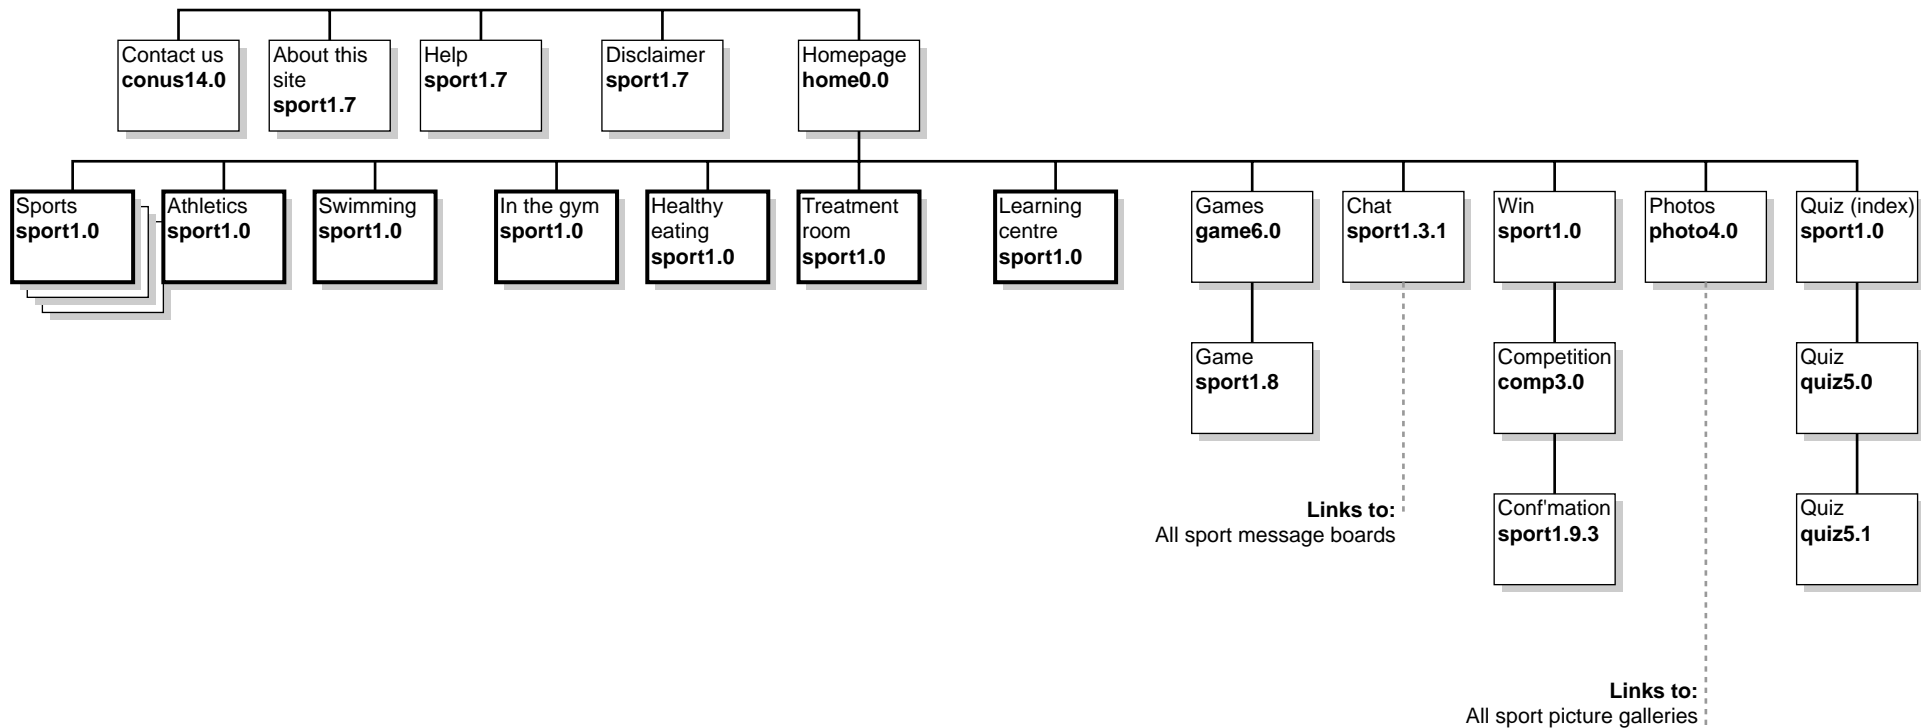 Contact us
conus14.0
About this
site
sport1.7
Help
sport1.7
Disclaimer
sport1.7
Homepage
home0.0
Sports
sport1.0
Athletics
sport1.0
Swimming
sport1.0
In the gym
sport1.0
Healthy
eating
sport1.0
Treatment
room
sport1.0
Learning
centre
sport1.0
Games
game6.0
Chat
sport1.3.1
Win
sport1.0
Photos
photo4.0
Quiz (index)
sport1.0
Game
sport1.8
Competition
comp3.0
Quiz
quiz5.0
Links to:
All sport message boards
Conf'mation
sport1.9.3
Quiz
quiz5.1
Links to:
All sport picture galleries